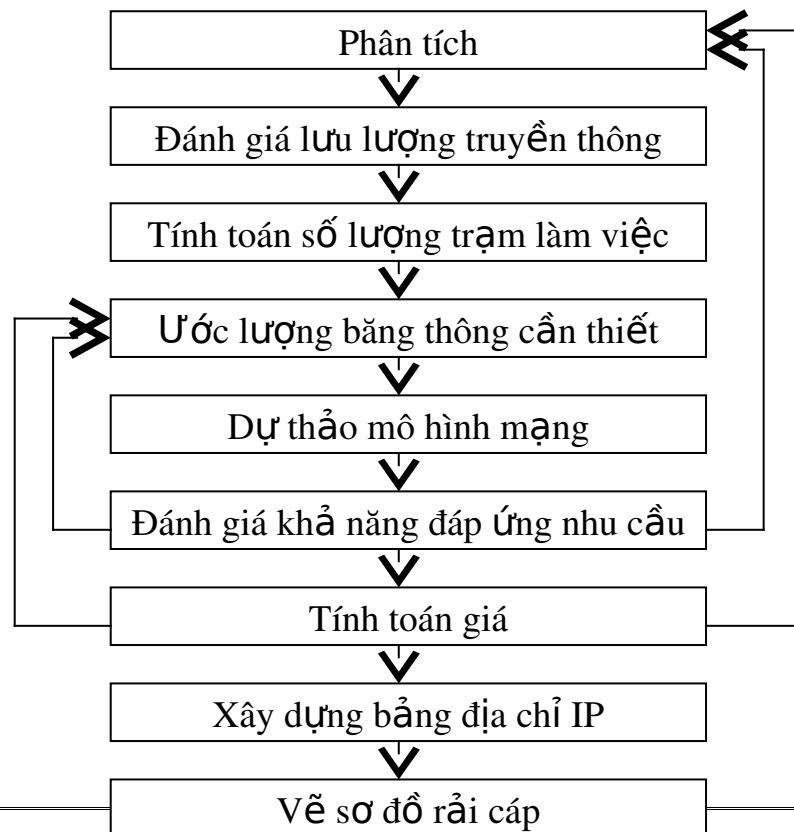 Phân tích
Đánh giá lưu lượng truyền thông
Tính toán số lượng trạm làm việc
Ước lượng băng thông cần thiết
Dự thảo mô hình mạng
Đánh giá khả năng đáp ứng nhu cầu
Tính toán giá
Xây dựng bảng địa chỉ IP
Vẽ sơ đồ rải cáp